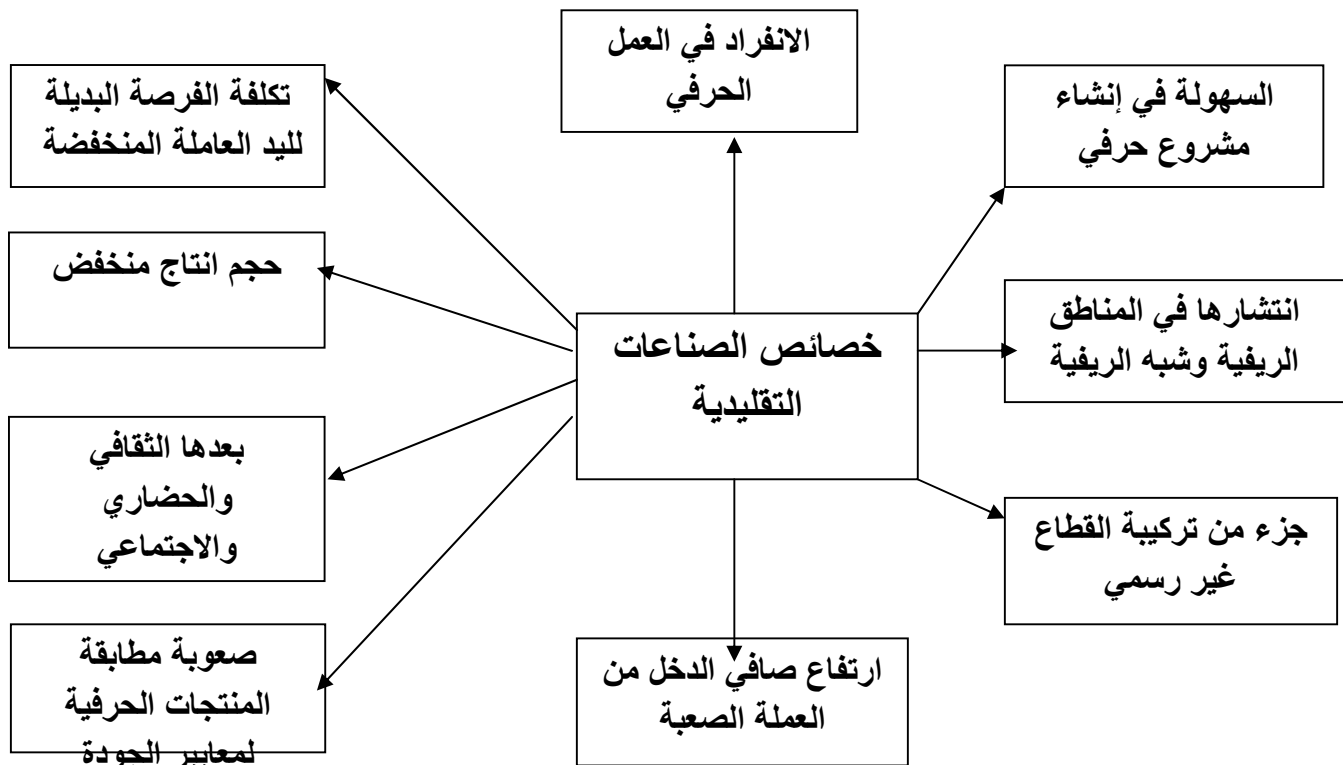 الانفراد في العمل
الحرفي
السهولة في إنشاء
مشروع حرفي
تكلفة الفرصة البديلة
لليد العاملة المنخفضة
حجم انتاج منخفض
انتشارها في المناطق
الريفية وشبه الريفية
خصائص الصناعات
التقليدية
بعدها الثقافي
والحضاري
والاجتماعي
جزء من تركيبة القطاع
غير رسمي
صعوبة مطابقة
المنتجات الحرفية
لمعايير الجودة
ارتفاع صافي الدخل من
العملة الصعبة